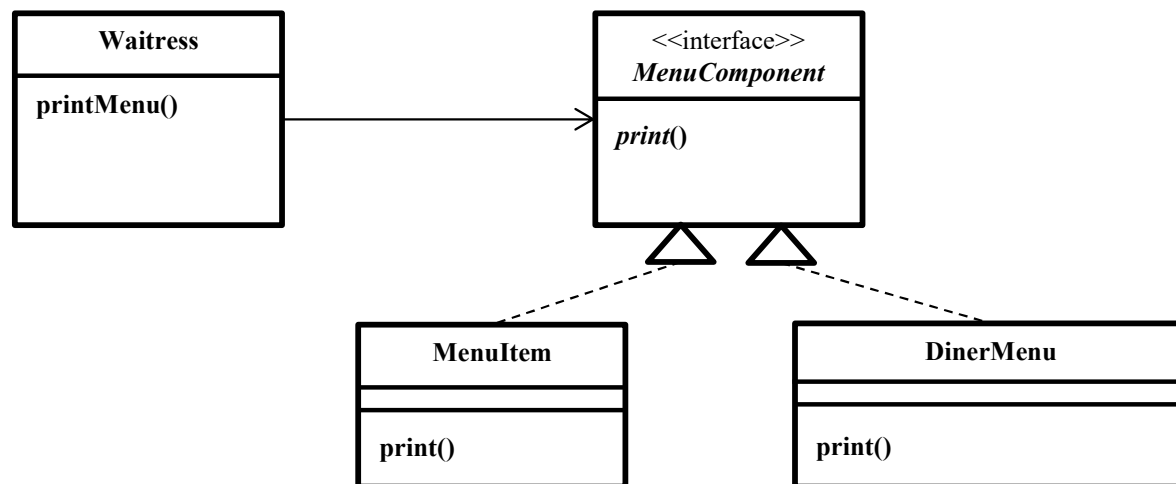 Waitress
printMenu()
<<interface>>
MenuComponent
print()
MenuItem
print()
DinerMenu
print()